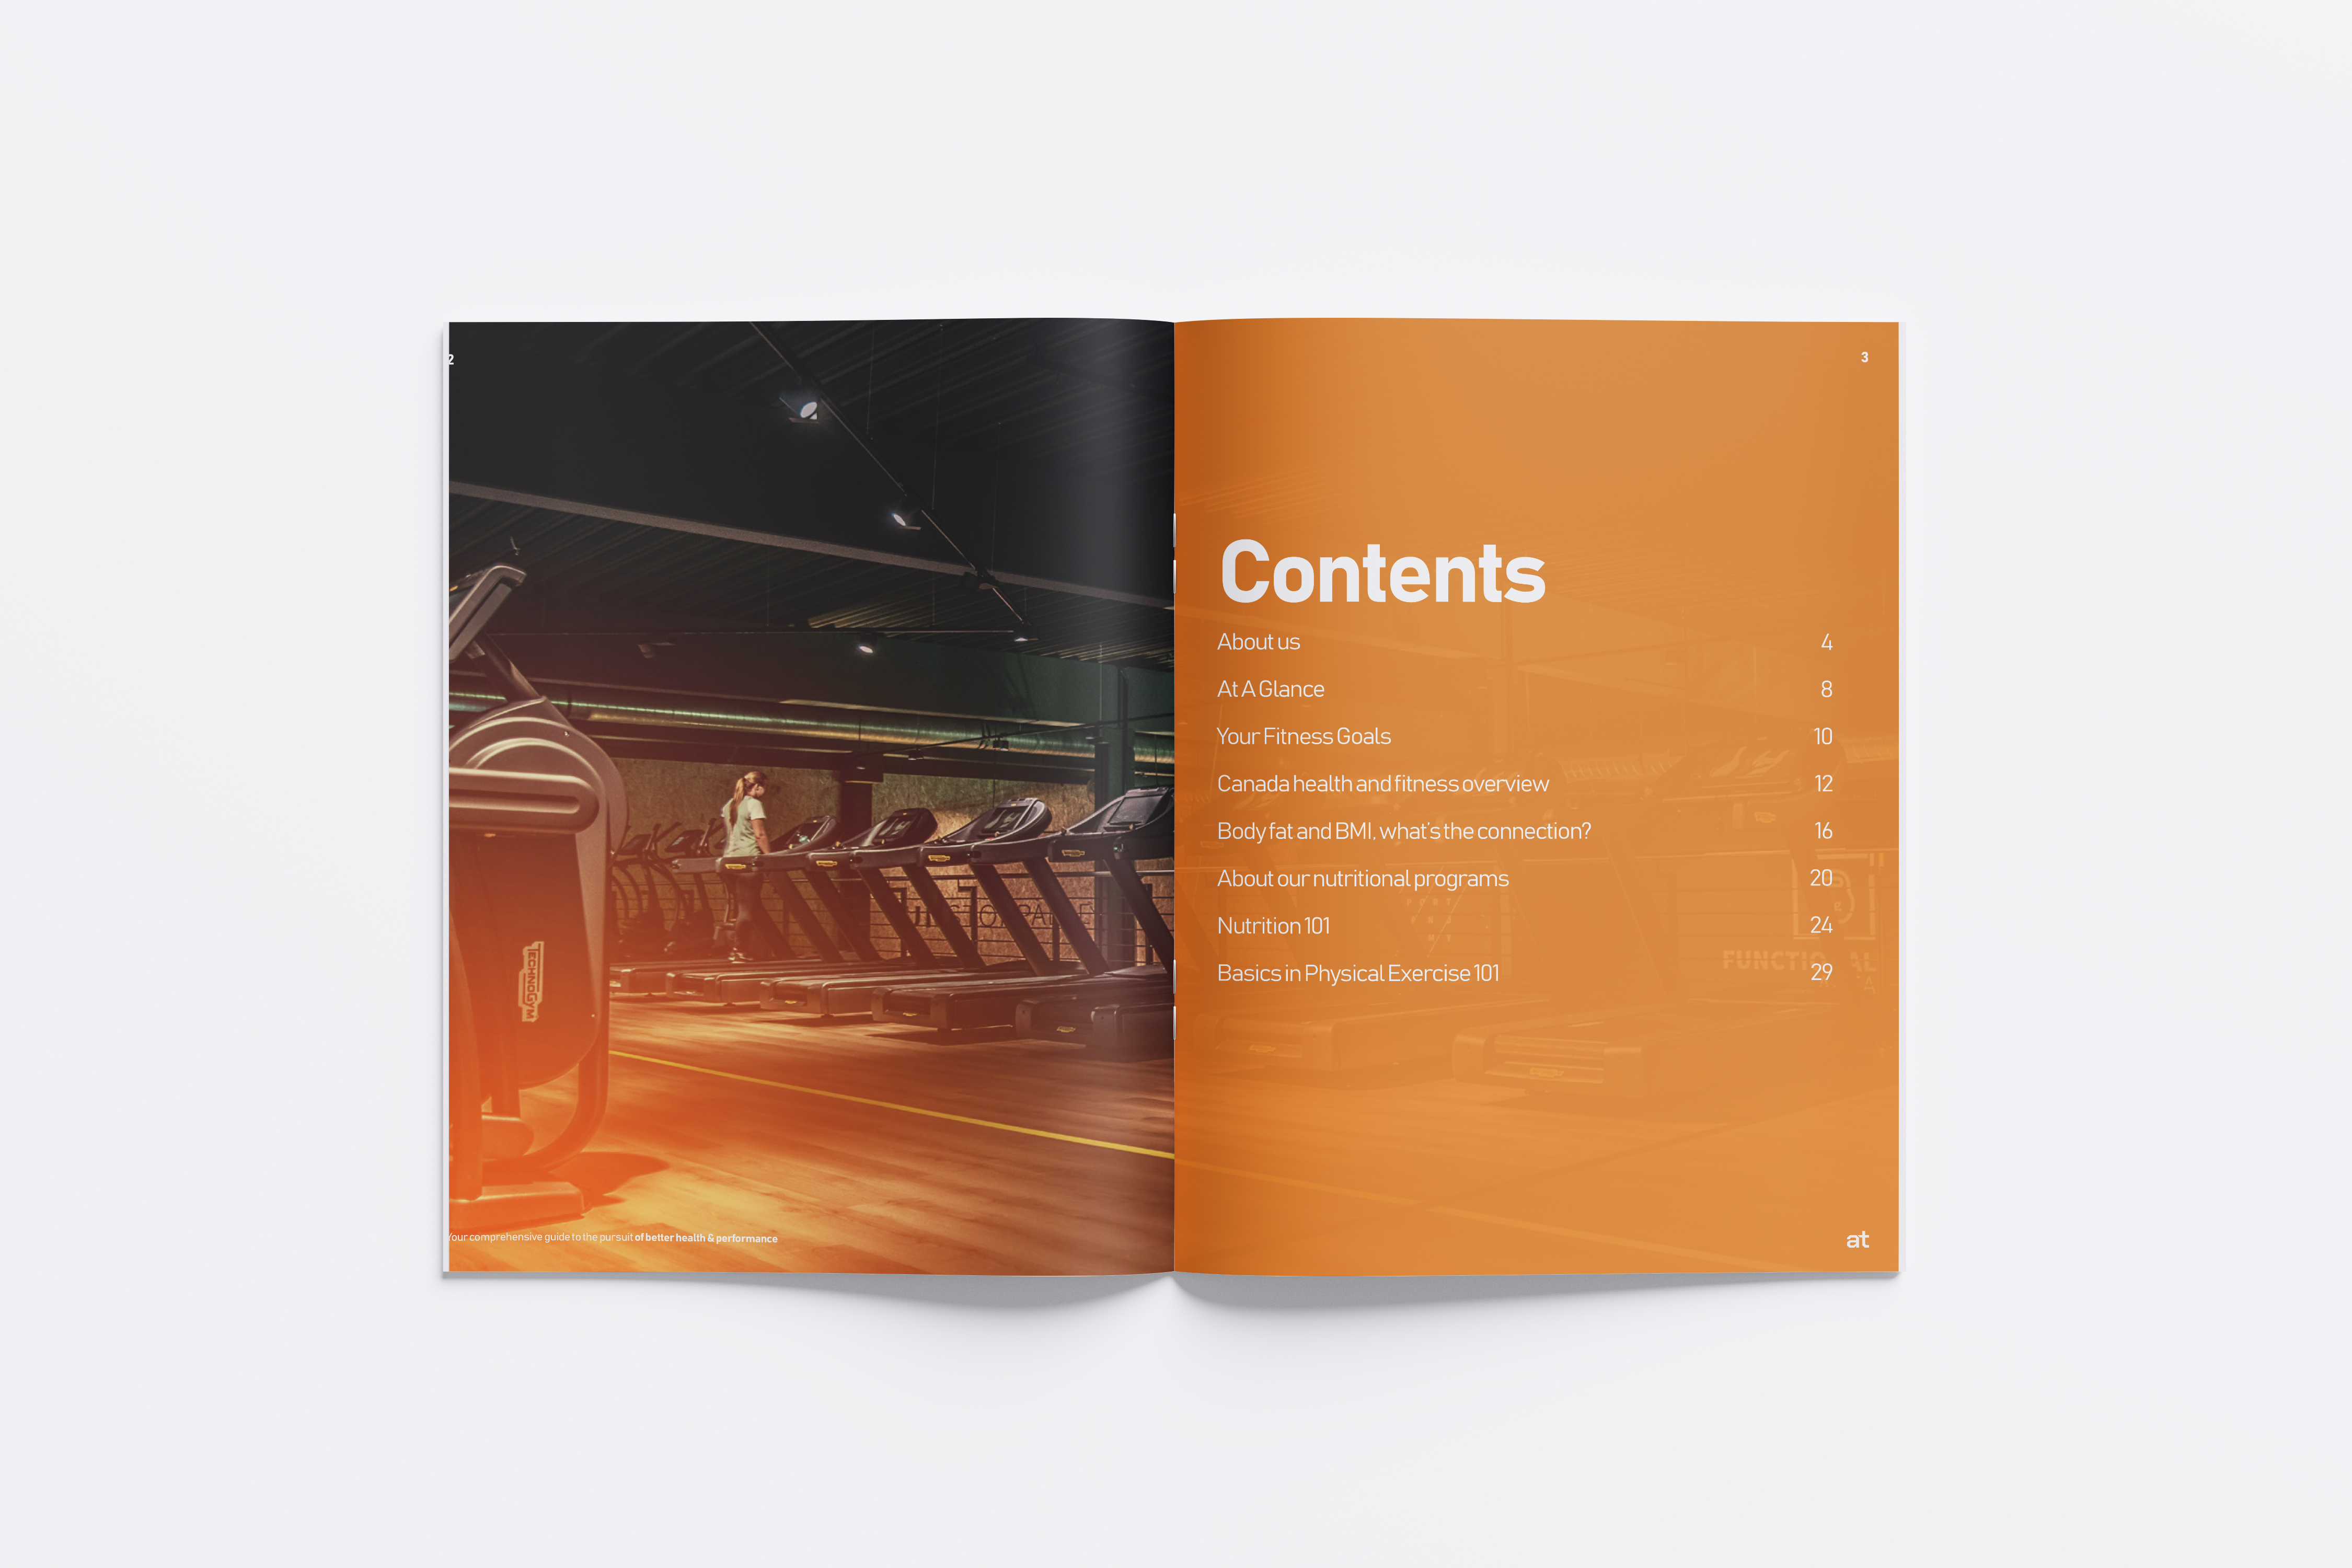 2
TECHNOGYM
Your comprehensive guide to the pursuit of better health & performance
3
Contents
About us 4
At A Glance 8
Your Fitness Goals 10
Canada health and fitness overview 12
Body fat and BMI, what's the connection? 16
About our nutritional programs 20
Nutrition 101 24
Basics in Physical Exercise 101 29
at